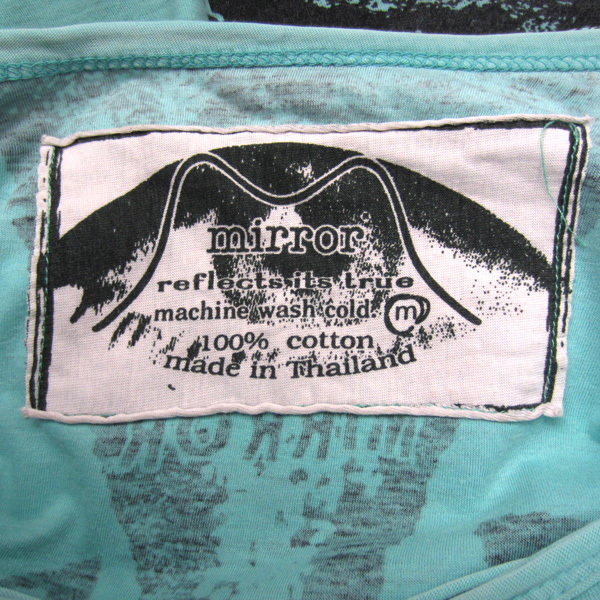 mirror®
reflects its true
machine wash cold. m
100% cotton
made in Thailand